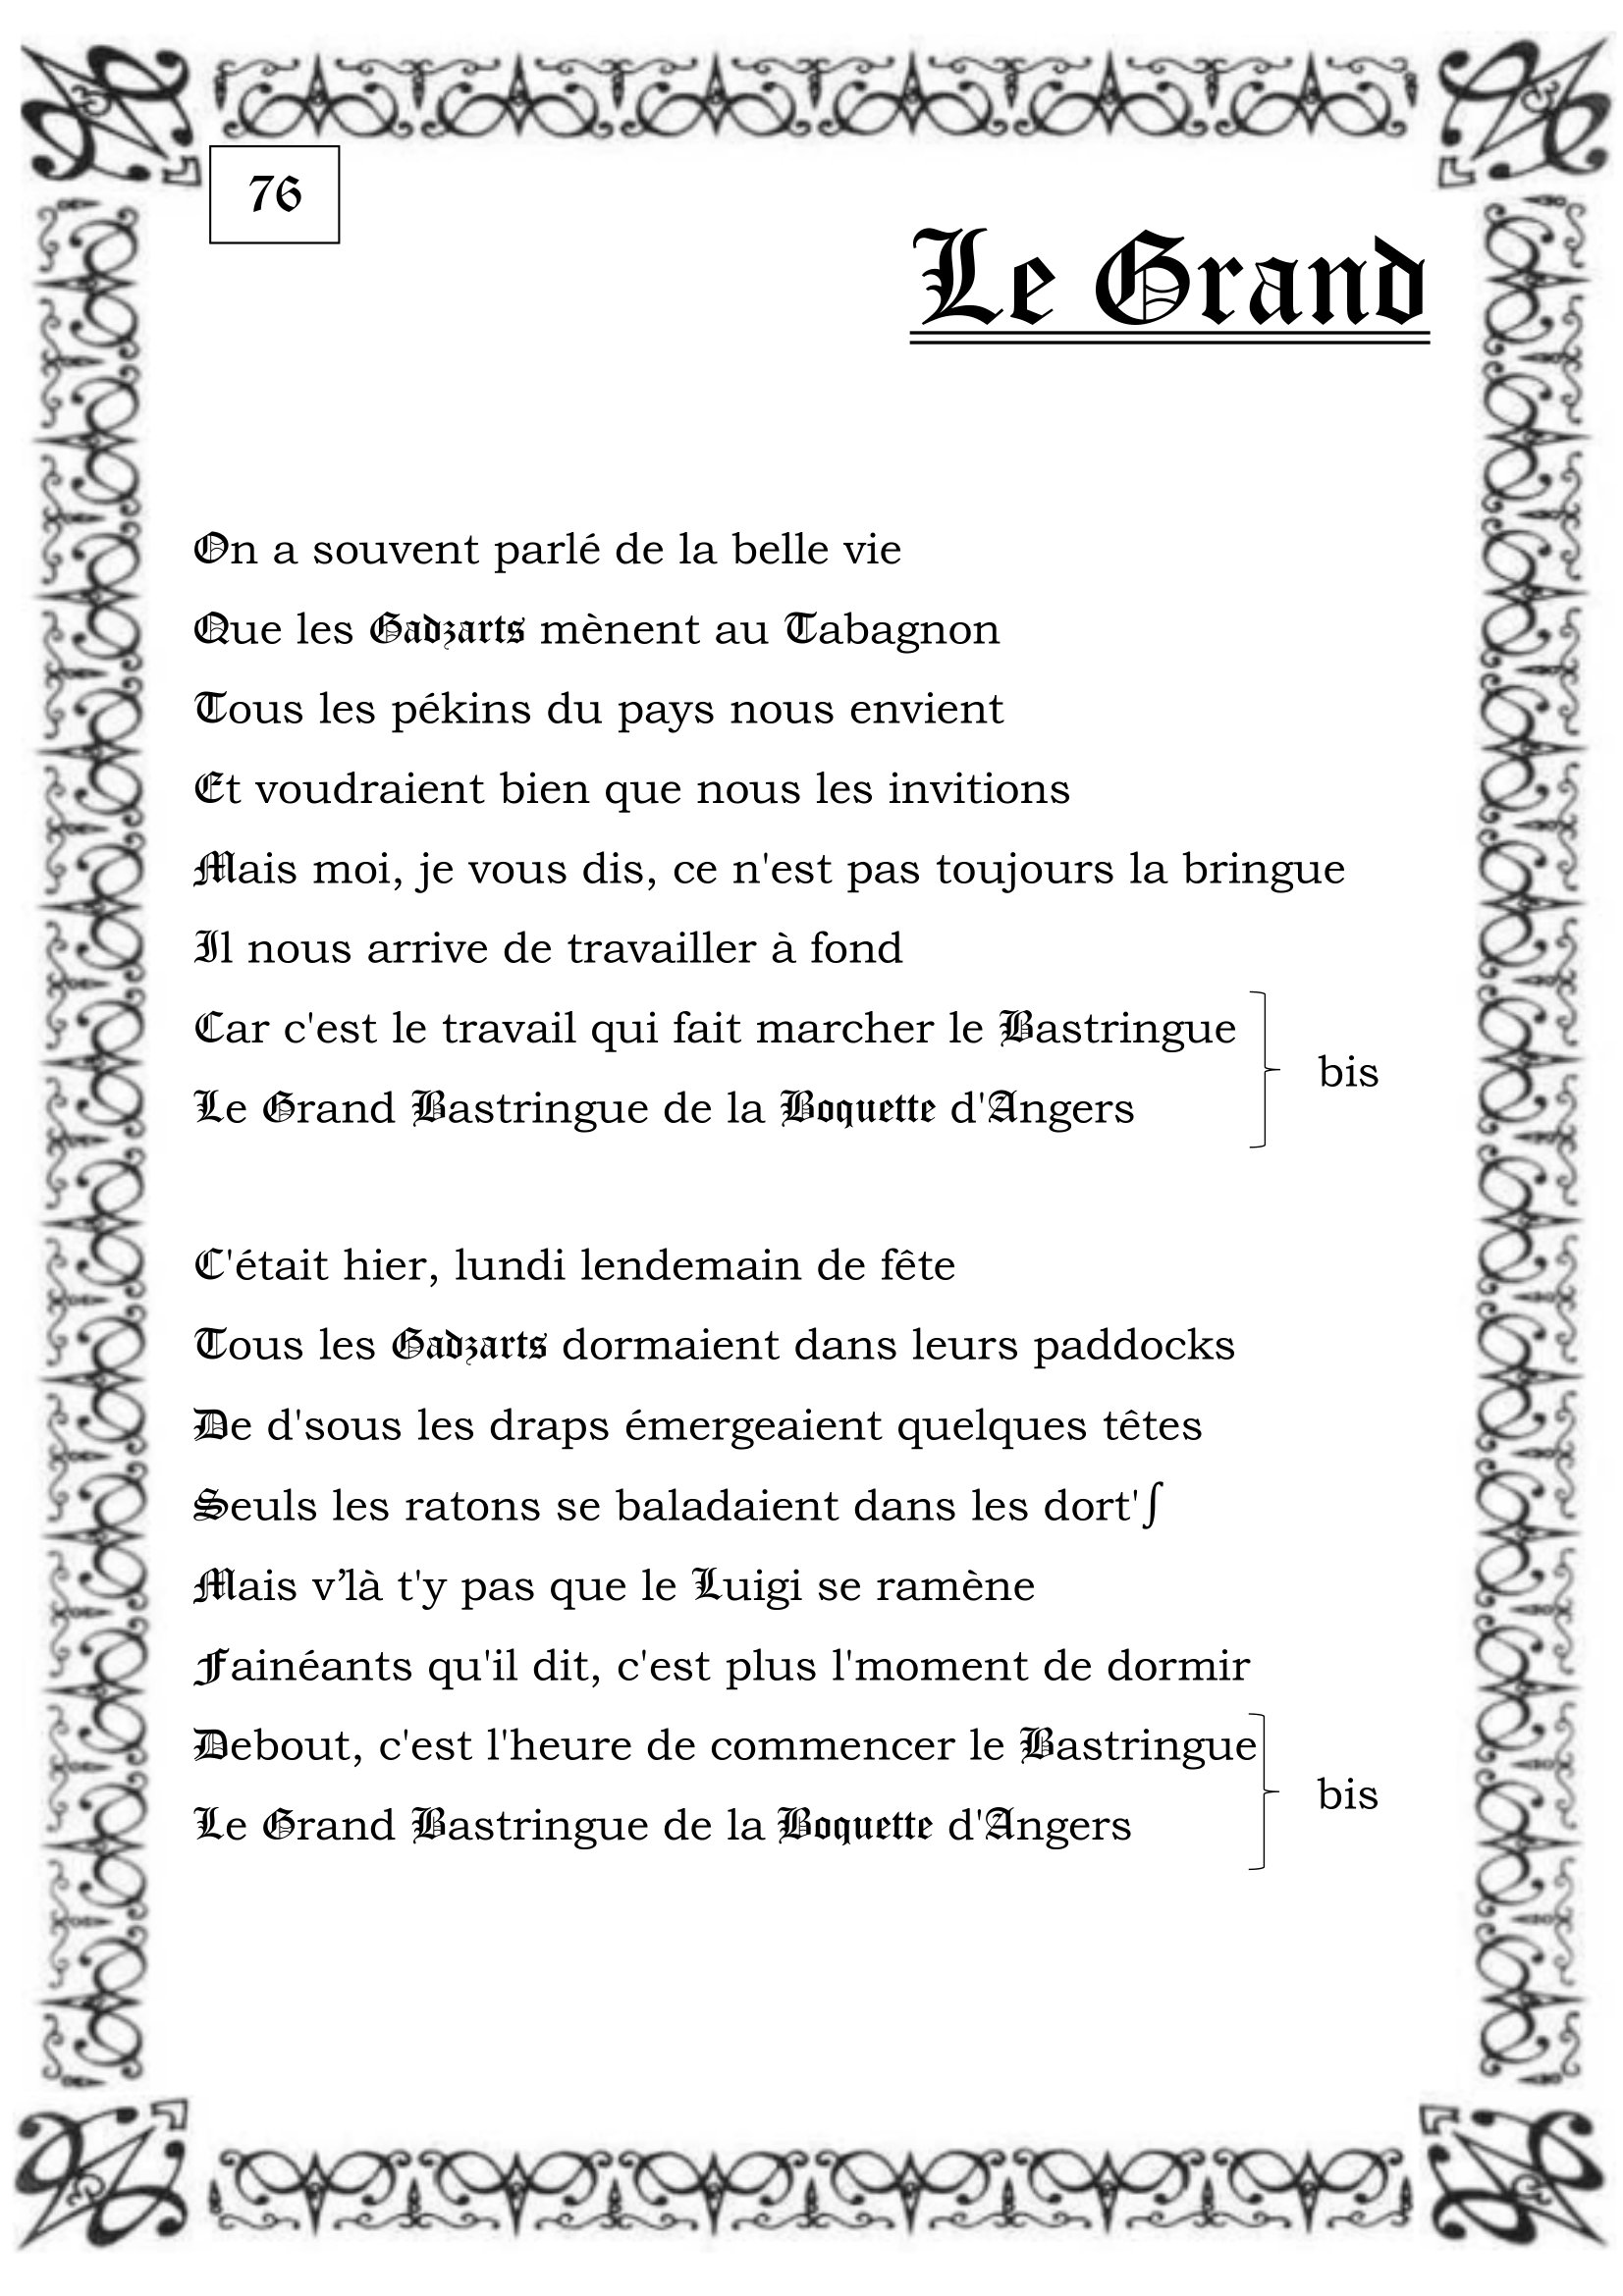 76
Le Grand
On a souvent parlé de la belle vie
Que les Gadzarts mènent au Tabagnon
Tous les pékins du pays nous envient
Et voudraient bien que nous les invitions
Mais moi, je vous dis, ce n'est pas toujours la bringue
Il nous arrive de travailler à fond
Car c'est le travail qui fait marcher le Bastringue
bis
Le Grand Bastringue de la Boquette d'Angers
C'était hier, lundi lendemain de fête
Tous les Gadzarts dormaient dans leurs paddocks
De d'sous les draps émergeaient quelques têtes
Seuls les ratons se baladaient dans les dort'ʃ
Mais v’là t'y pas que le Luigi se ramène
Fainéants qu'il dit, c'est plus l'moment de dormir
Debout, c'est l'heure de commencer le Bastringue
bis
Le Grand Bastringue de la Boquette d'Angers